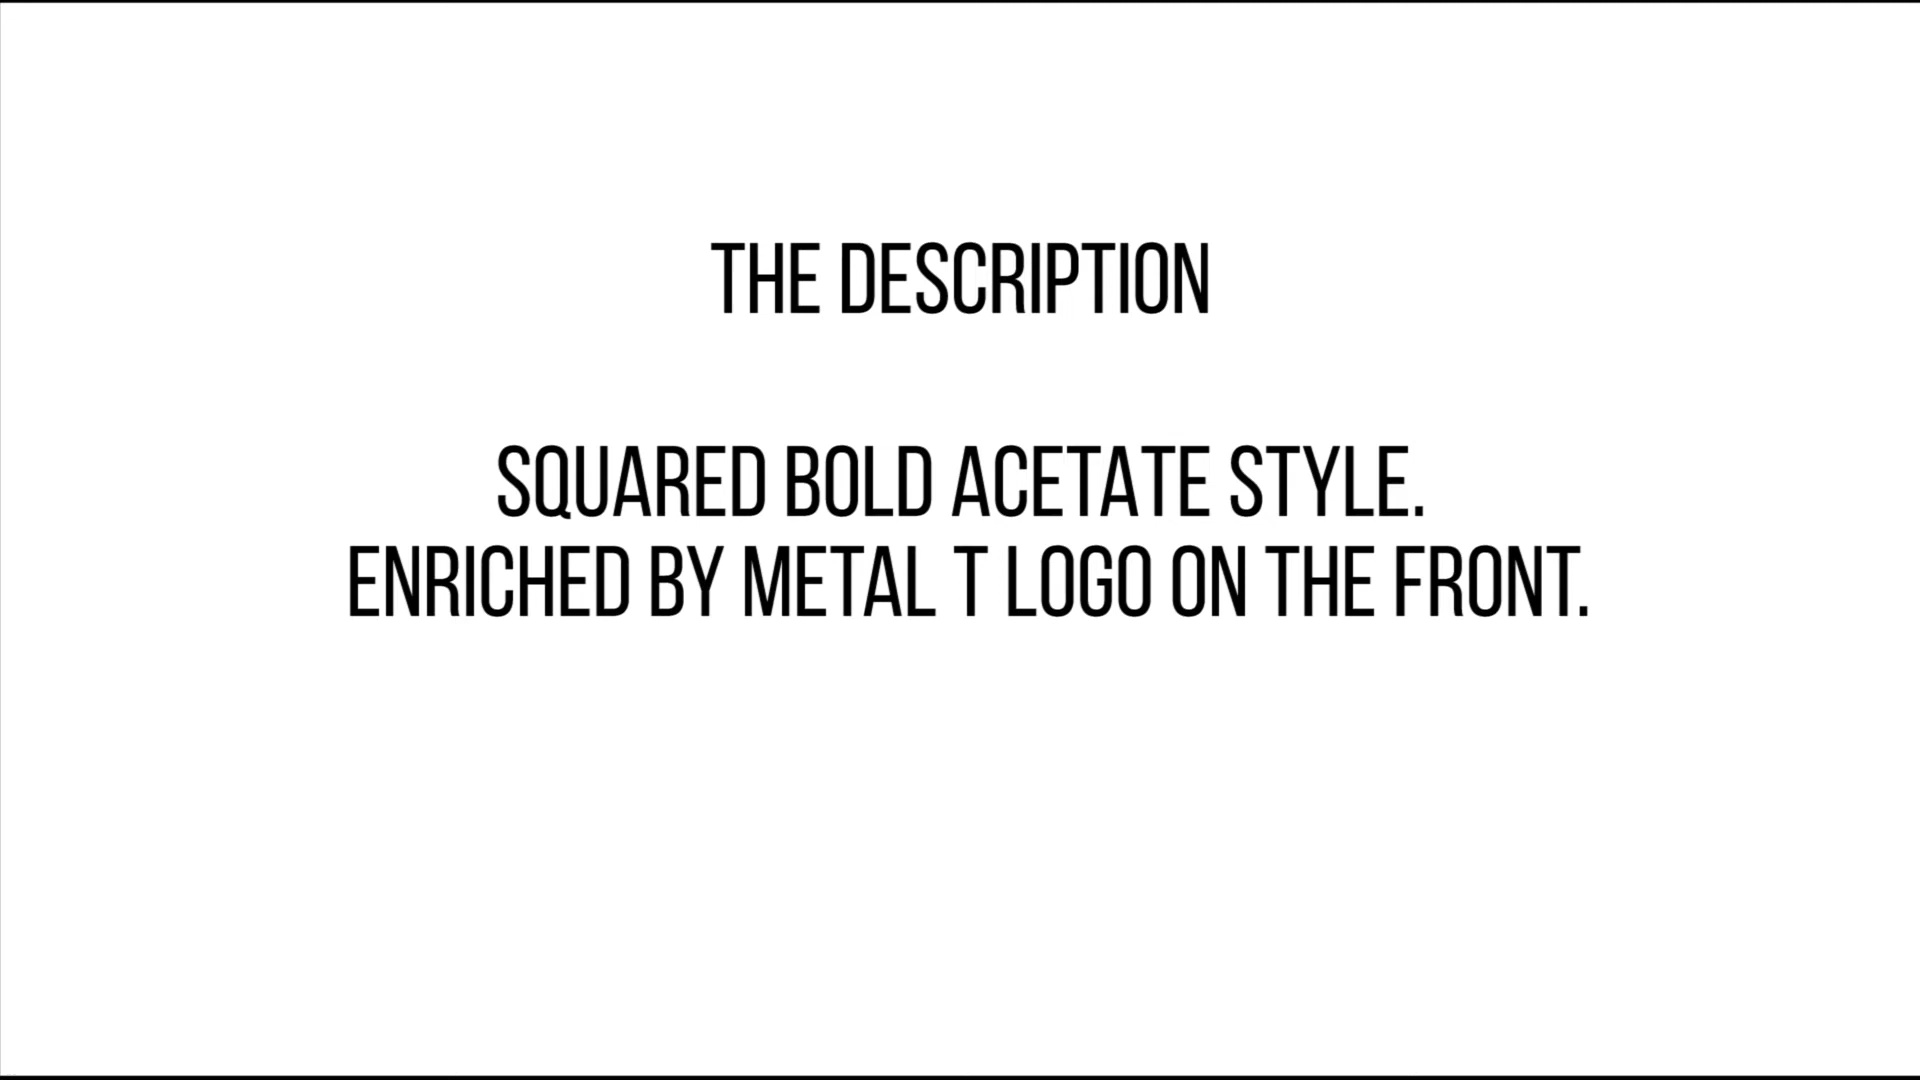 THE DESCRIPTION
SQUARED BOLD ACETATE STYLE.
ENRICHED BY METAL T LOGO ON THE FRONT.